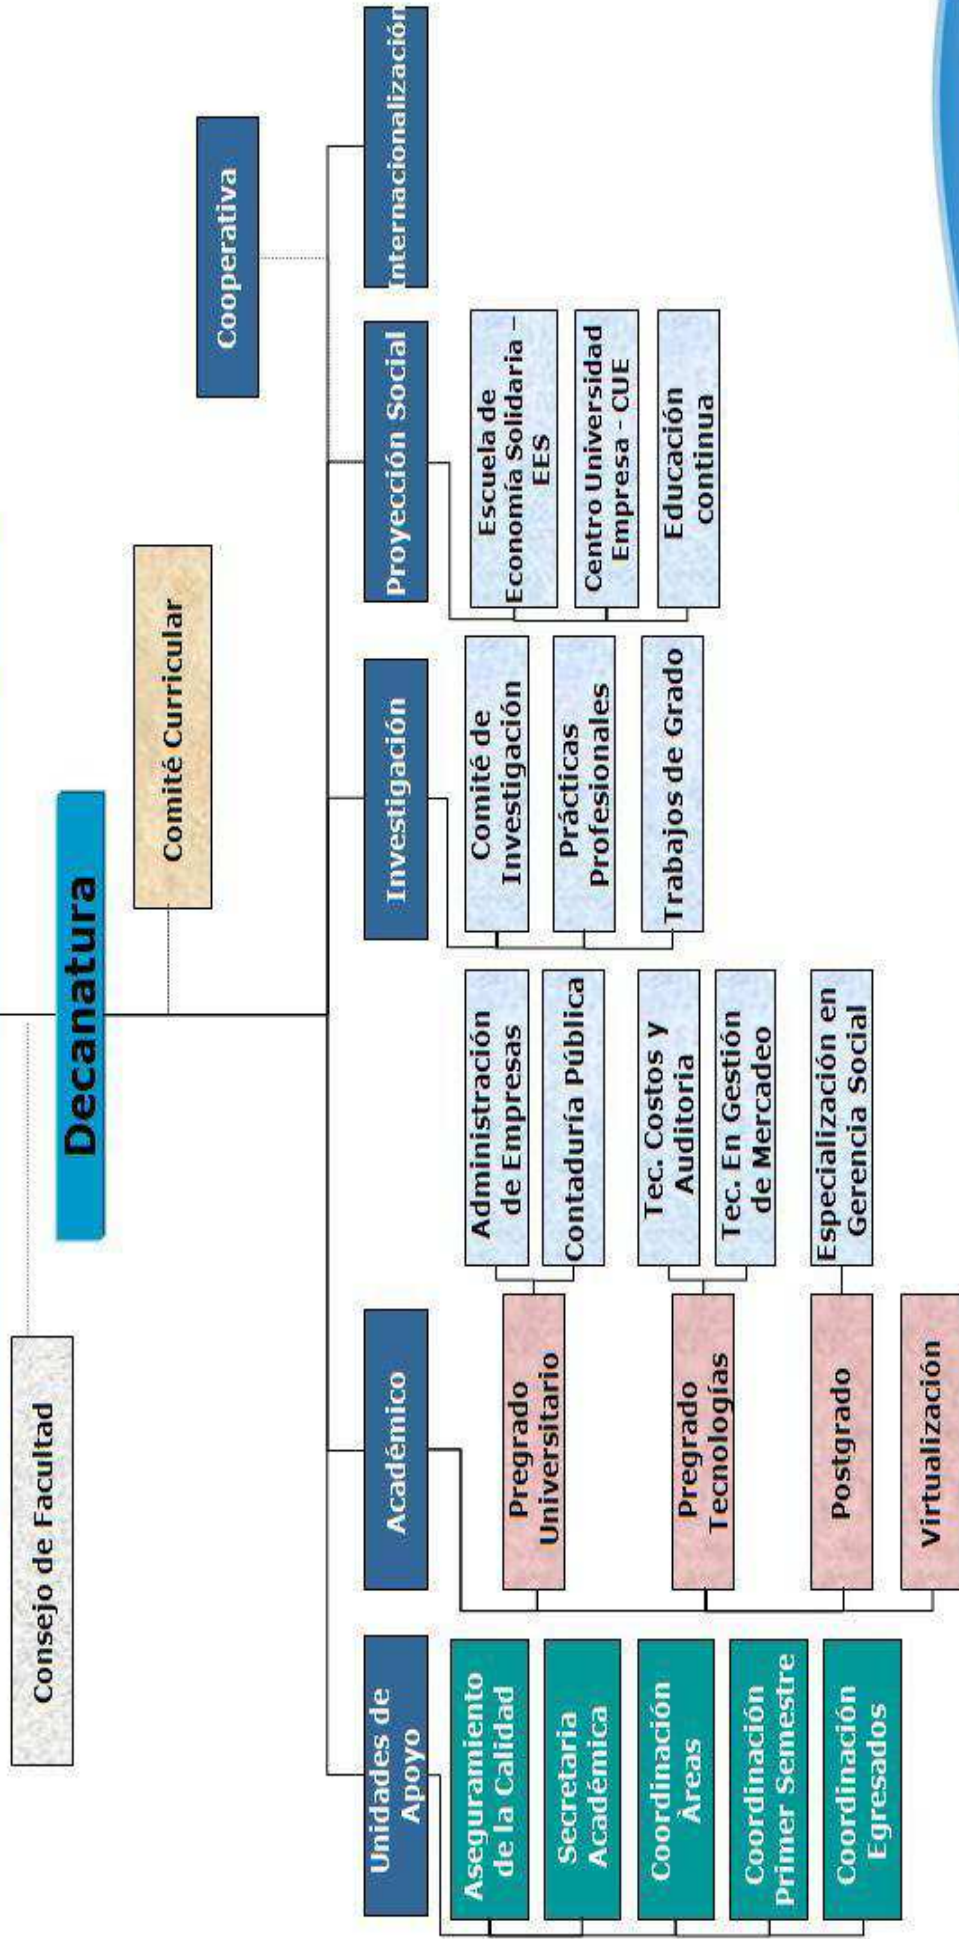 Consejo de Facultad
Decanatura
Comité Curricular
Cooperativa
Unidades de
Apoyo
Aseguramiento
de la Calidad
Secretaria
Académica
Coordinación
Àreas
Coordinación
Primer Semestre
Coordinación
Egresados
Académico
Pregrado
Universitario
Administración
de Empresas
Contaduría Pública
Pregrado
Tecnologías
Tec. Costos y
Auditoria
Tec. En Gestión
de Mercadeo
Postgrado
Especialización en
Gerencia Social
Virtualización
Investigación
Comité de
Investigación
Prácticas
Profesionales
Trabajos de Grado
Proyección Social
Escuela de
Economía Solidaria –
EES
Centro Universidad
Empresa - CUE
Educación
continua
Internacionalización